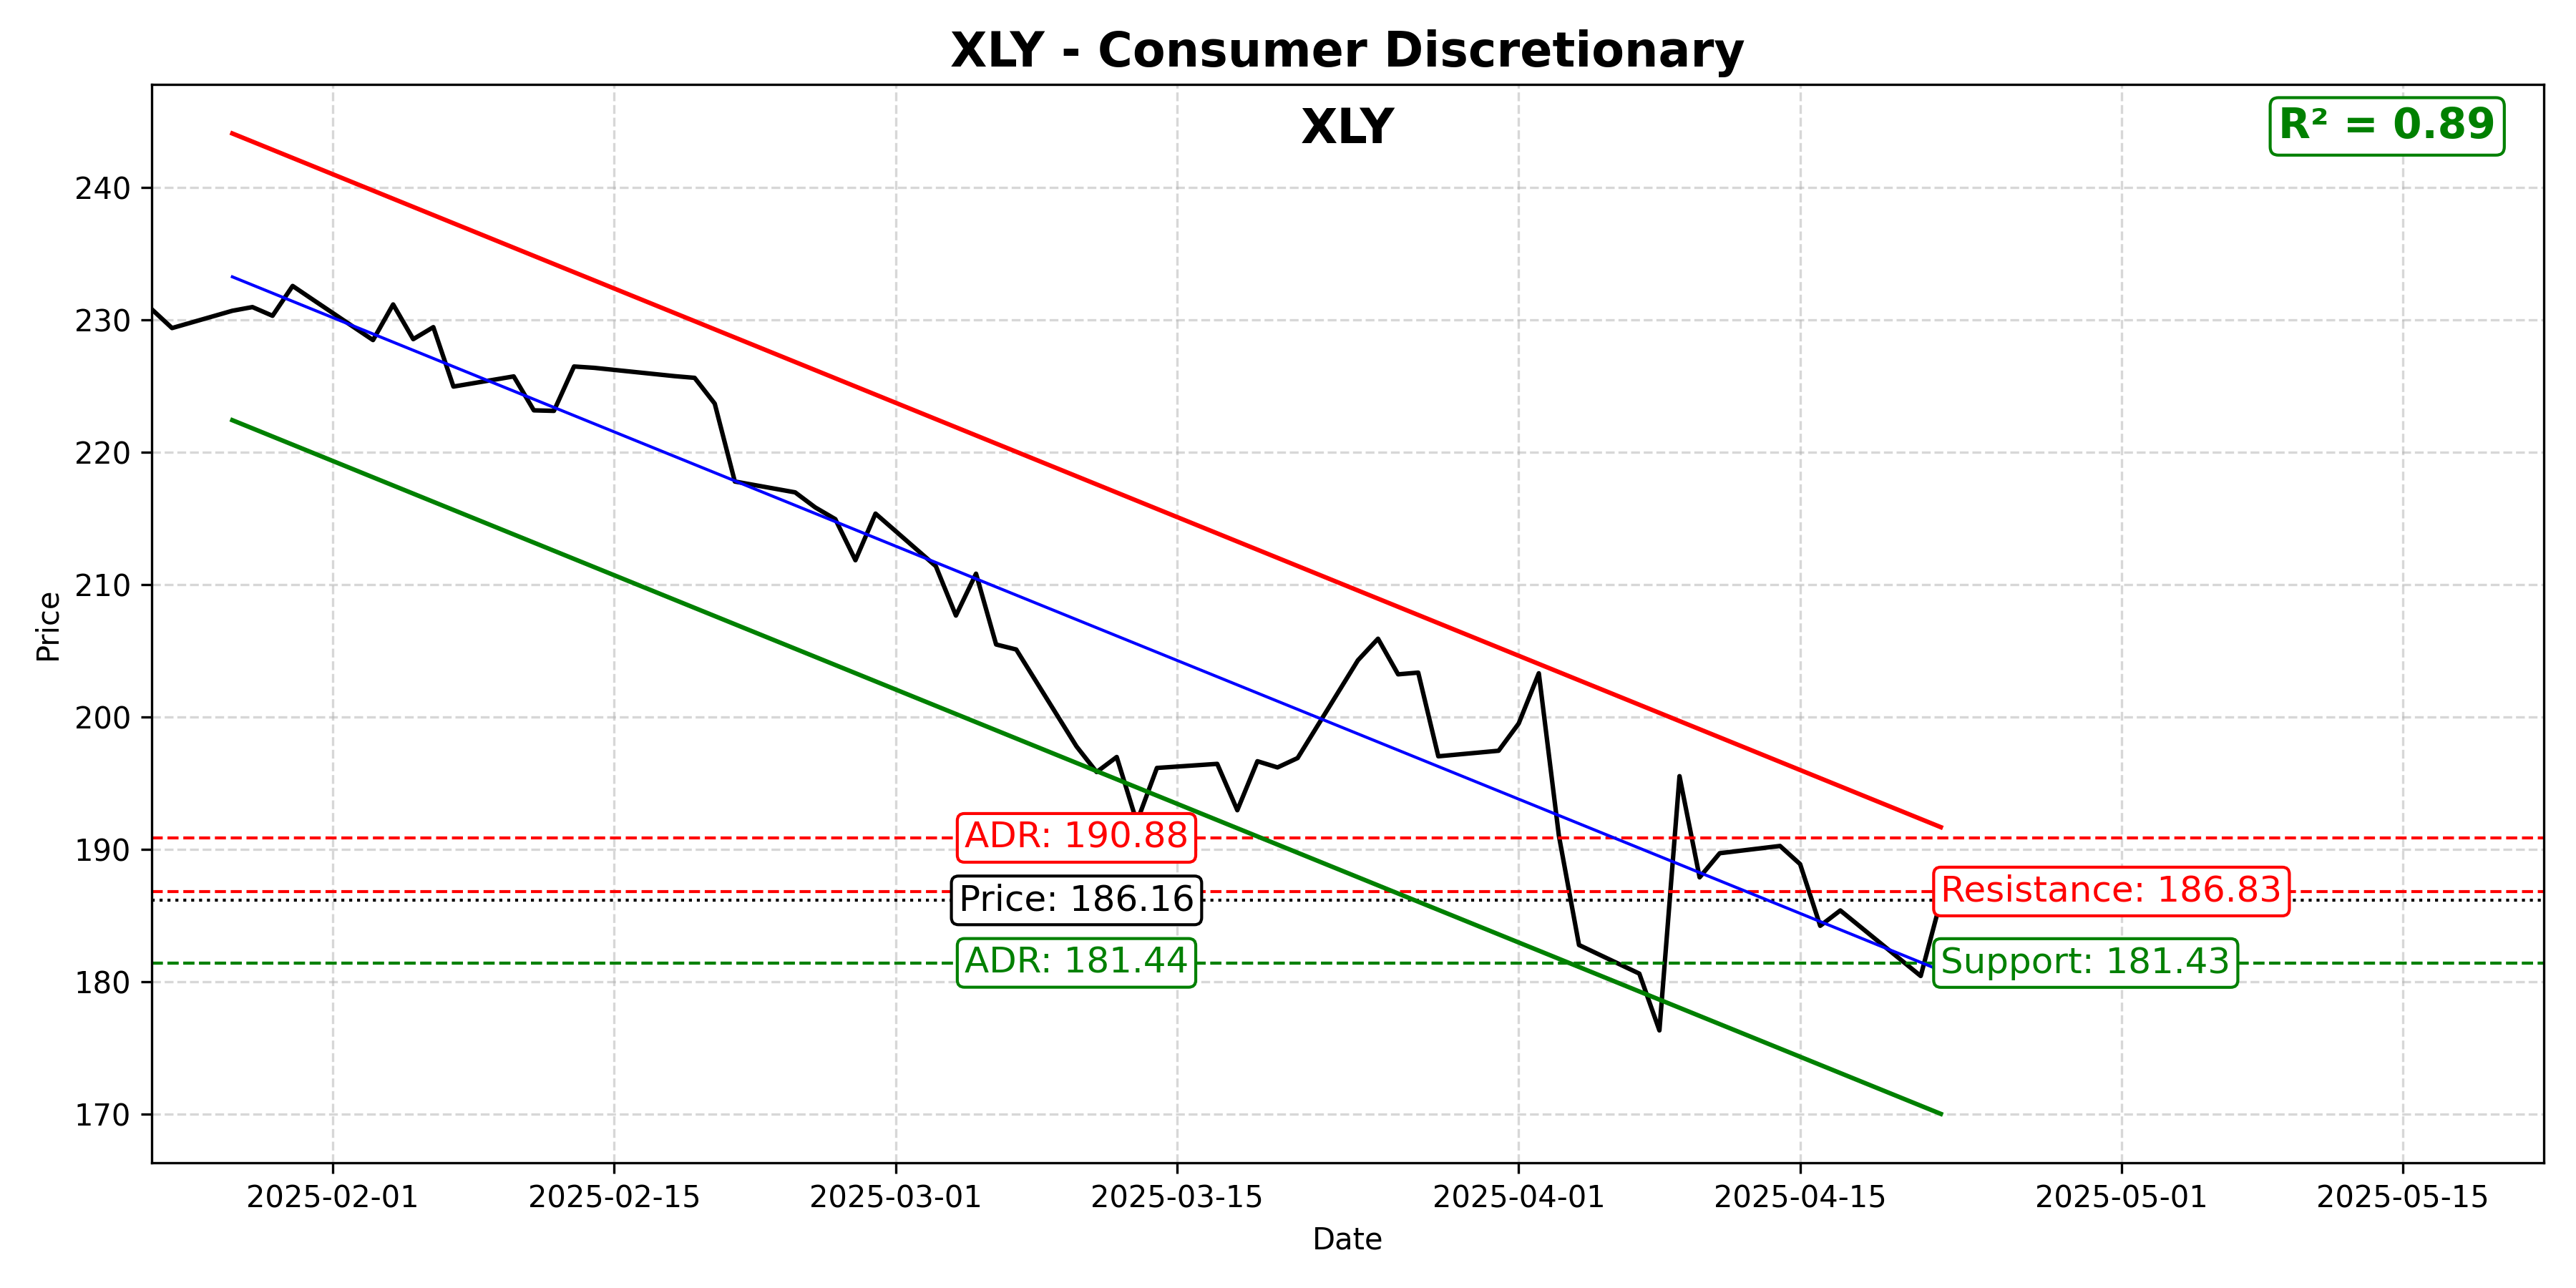 XLY - Consumer Discretionary
XLY
R² = 0.89
240
230
220
210
200
190
180
170
Price
ADR: 190.88
Price: 186.16
ADR: 181.44
Resistance: 186.83
Support: 181.43
2025-02-01
2025-02-15
2025-03-01
2025-03-15
2025-04-01
2025-04-15
2025-05-01
2025-05-15
Date